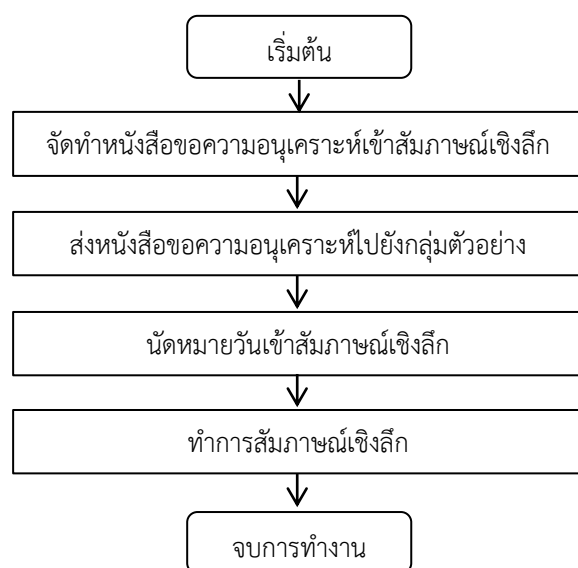 เริ่มต้น
จัดทำหนังสือขอความอนุเคราะห์เข้าสัมภาษณ์เชิงลึก
ส่งหนังสือขอความอนุเคราะห์ไปยังกลุ่มตัวอย่าง
นัดหมายวันเข้าสัมภาษณ์เชิงลึก
ทำการสัมภาษณ์เชิงลึก
จบการทำงาน